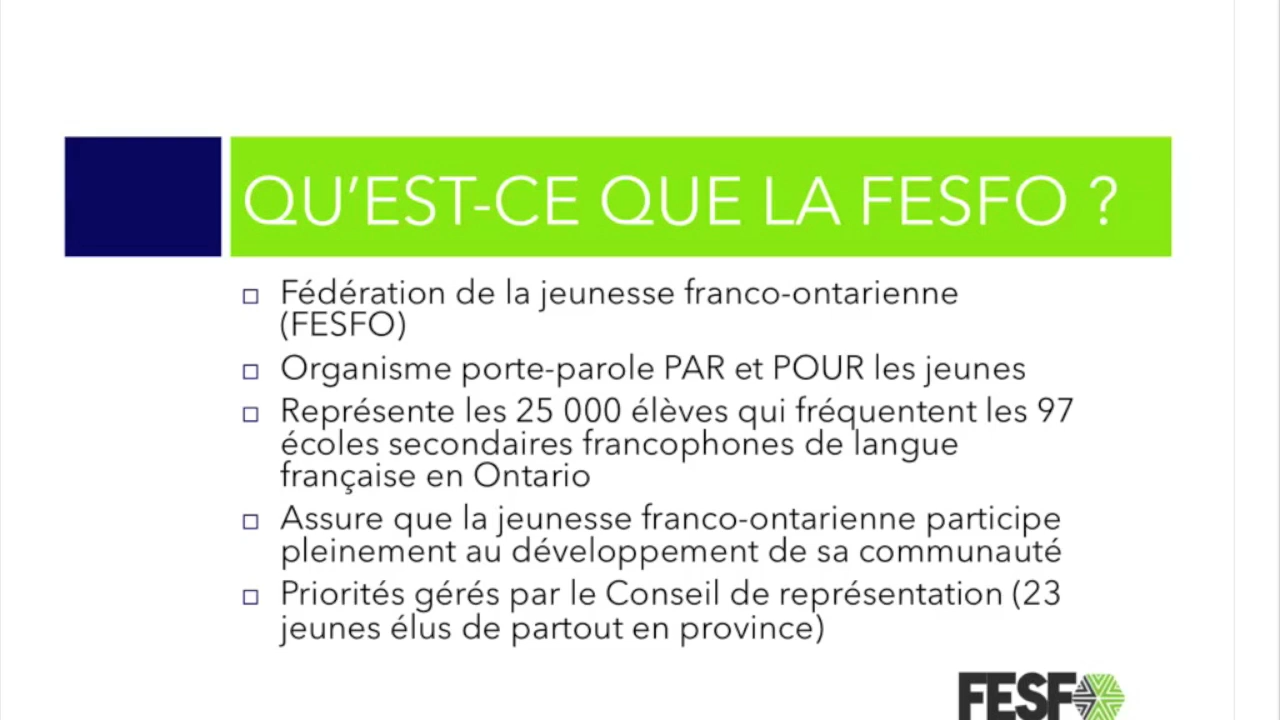 QU’EST-CE QUE LA FESFO ?
□ Fédération de la jeunesse franco-ontarienne
(FESFO)
□ Organisme porte-parole PAR et POUR les jeunes
□ Représente les 25 000 élèves qui fréquentent les 97
écoles secondaires francophones de langue
française en Ontario
□ Assure que la jeunesse franco-ontarienne participe
pleinement au développement de sa communauté
□ Priorités gérés par le Conseil de représentation (23
jeunes élus de partout en province)
FESFO